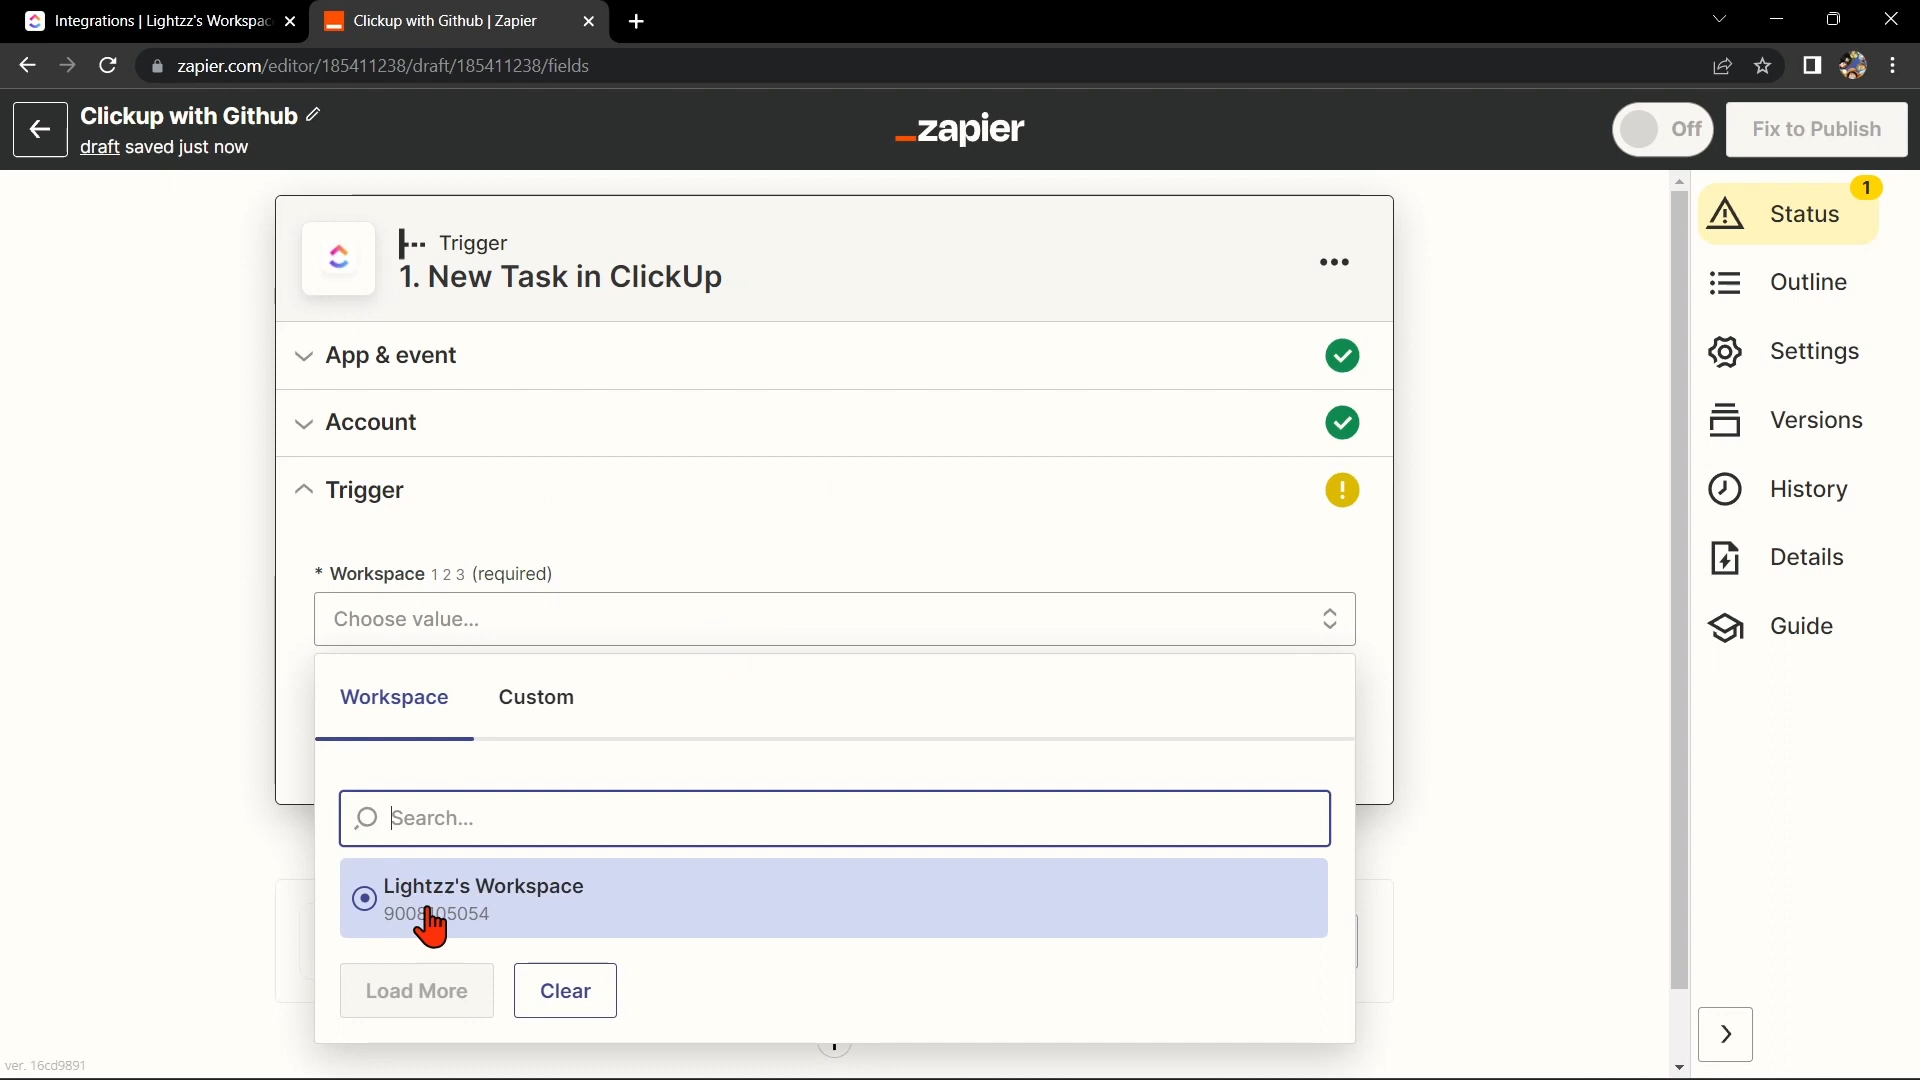 Integrations | Lightzz's Workspac
Clickup with Github | Zapier
zapier.com/editor/185411238/draft/185411238/fields
Clickup with Github
draft saved just now
_zapier
Off
Fix to Publish
1
Status
Outline
Settings
Versions
History
Details
Guide
Trigger
1. New Task in ClickUp
App & event
Account
Trigger
* Workspace 1 2 3 (required)
Choose value...
Workspace
Custom
Search...
Lightzz's Workspace
Load More
Clear
ver. 16cd9891